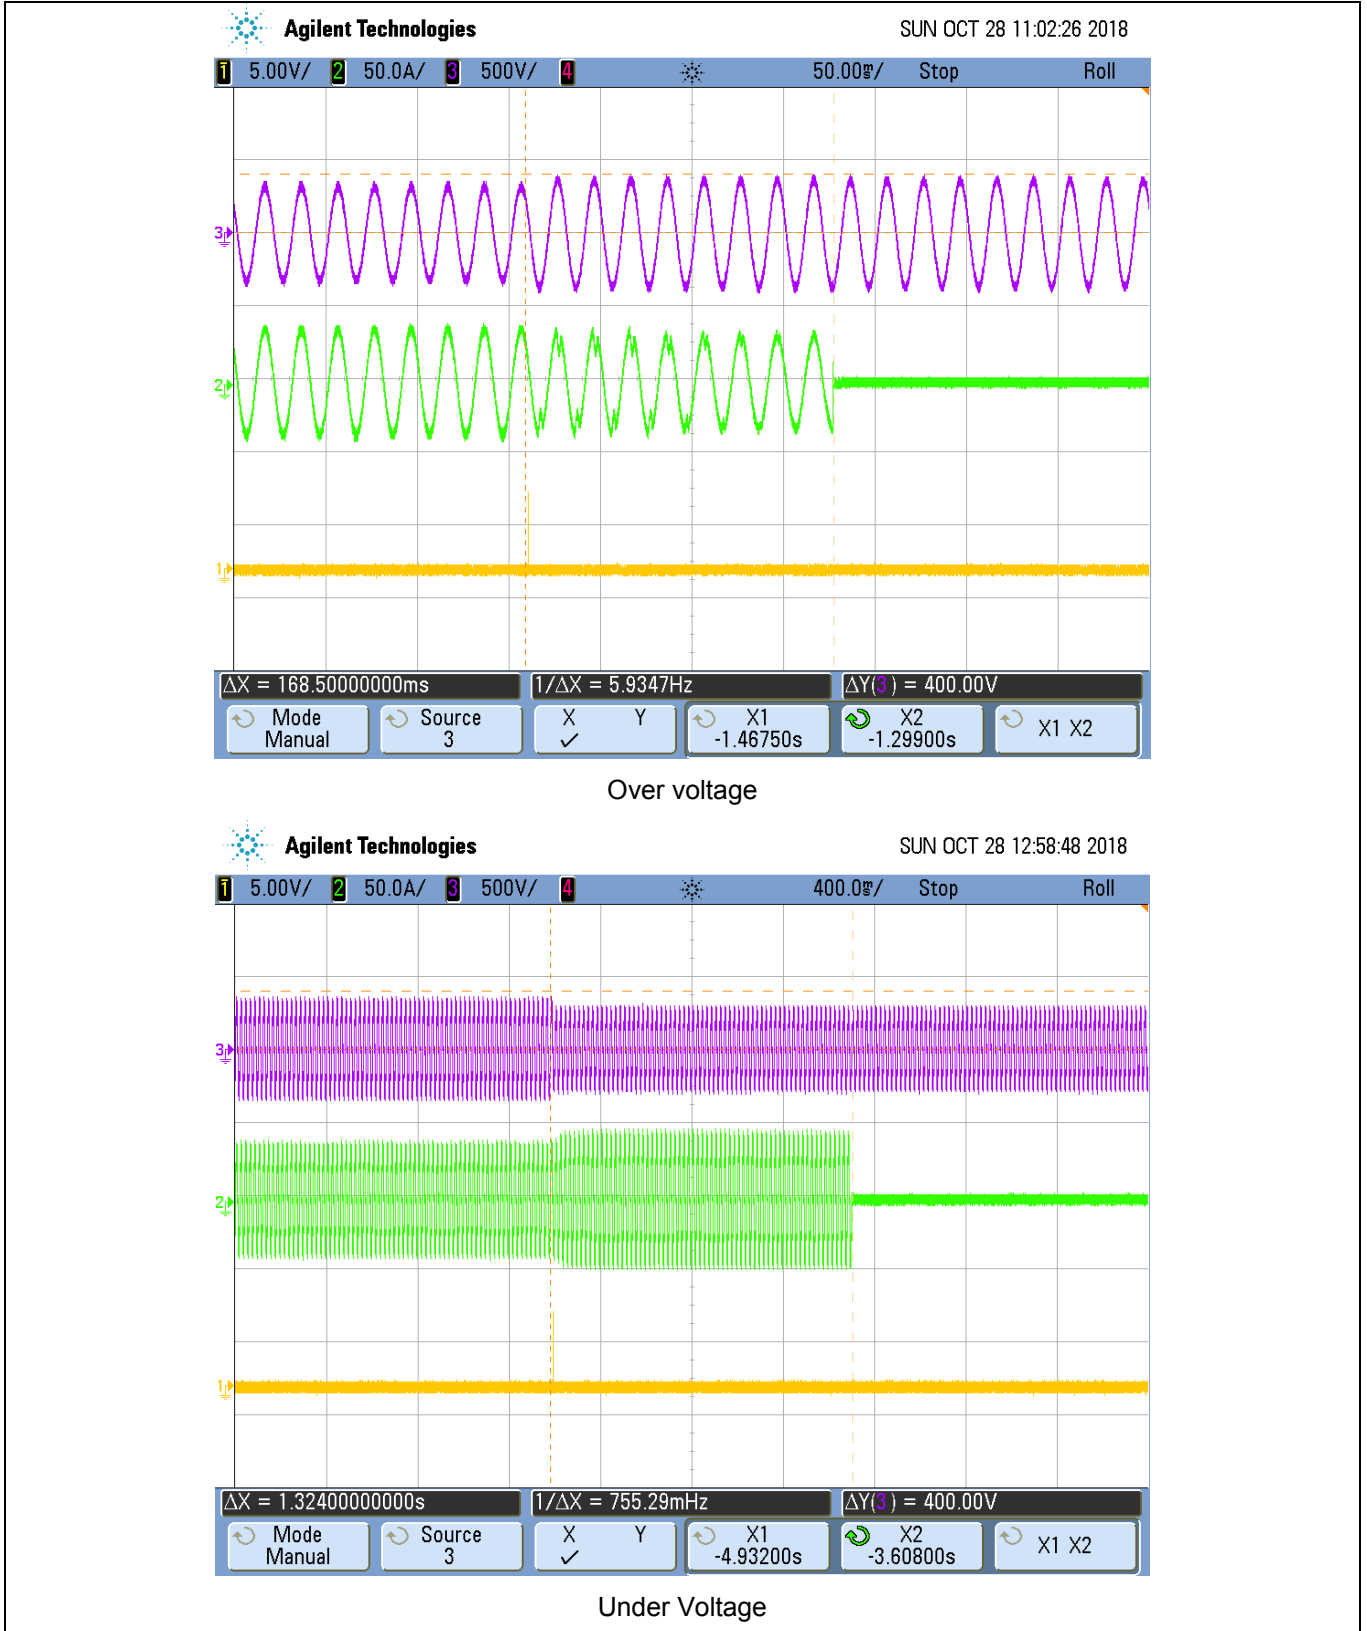 Agilent Technologies SUN OCT 28 11:02:26 2018
1 5.00V/ 2 50.0A/ 3 500V/ 4 50.00ms/ Stop Roll
3
2
1
ΔX = 168.50000000ms 1/ΔX = 5.9347Hz ΔY(3) = 400.00V
Mode Source X Y X1 X2 X1 X2
Manual 3 ✓ -1.46750s -1.29900s
Over voltage
Agilent Technologies SUN OCT 28 12:58:48 2018
1 5.00V/ 2 50.0A/ 3 500V/ 4 400.0ms/ Stop Roll
3
2
1
ΔX = 1.32400000000s 1/ΔX = 755.29mHz ΔY(3) = 400.00V
Mode Source X Y X1 X2 X1 X2
Manual 3 ✓ -4.93200s -3.60800s
Under Voltage